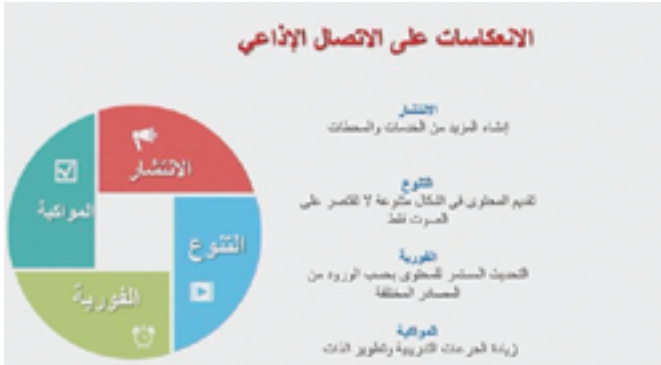 الانعكاسات على الاتصال الإذاعي
الانتشار
إنشاء المزيد من الخدمات والمحطات
التنوع
تقديم المحتوى في اشكال متنوعة لا تقتصر على
الصوت فقط
الفورية
التحديث المستمر للمحتوى بحسب الورود من
المصادر المختلفة
المواكبة
زيادة الجرعات التدريبية وتطوير الذات
الانتشار
المواكبة
التنوع
الفورية